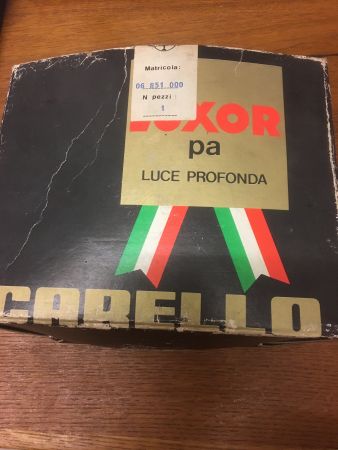 Matricola:
06 851 000
N pezzi
1
LUXOR
pa
LUCE PROFONDA
CARELLO